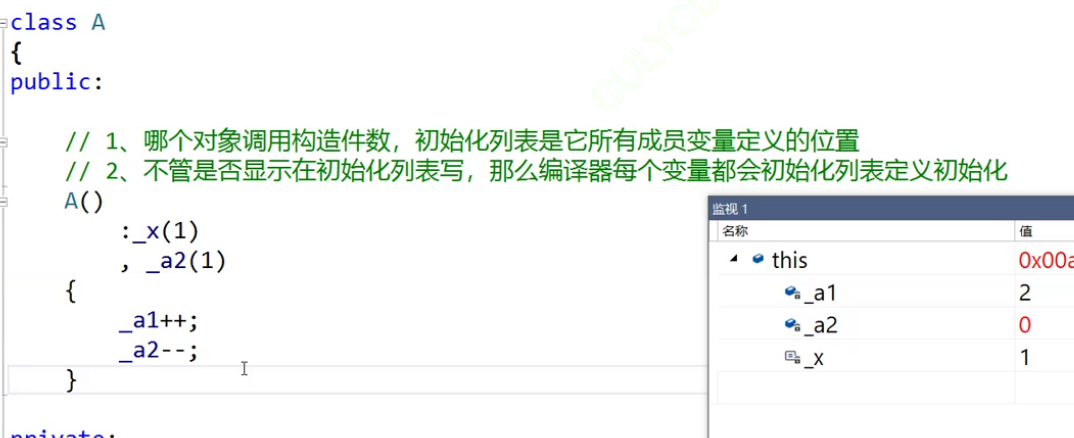 class A
{
public:
// 1、哪个对象调用构造件数，初始化列表是它所有成员变量定义的位置
// 2、不管是否显示在初始化列表写，那么编译器每个变量都会初始化列表定义初始化
A()
:_x(1)
, _a2(1)
{
_a1++;
_a2--;
}
private:
监视 1
名称 值
this 0x00a
_a1 2
_a2 0
_x 1